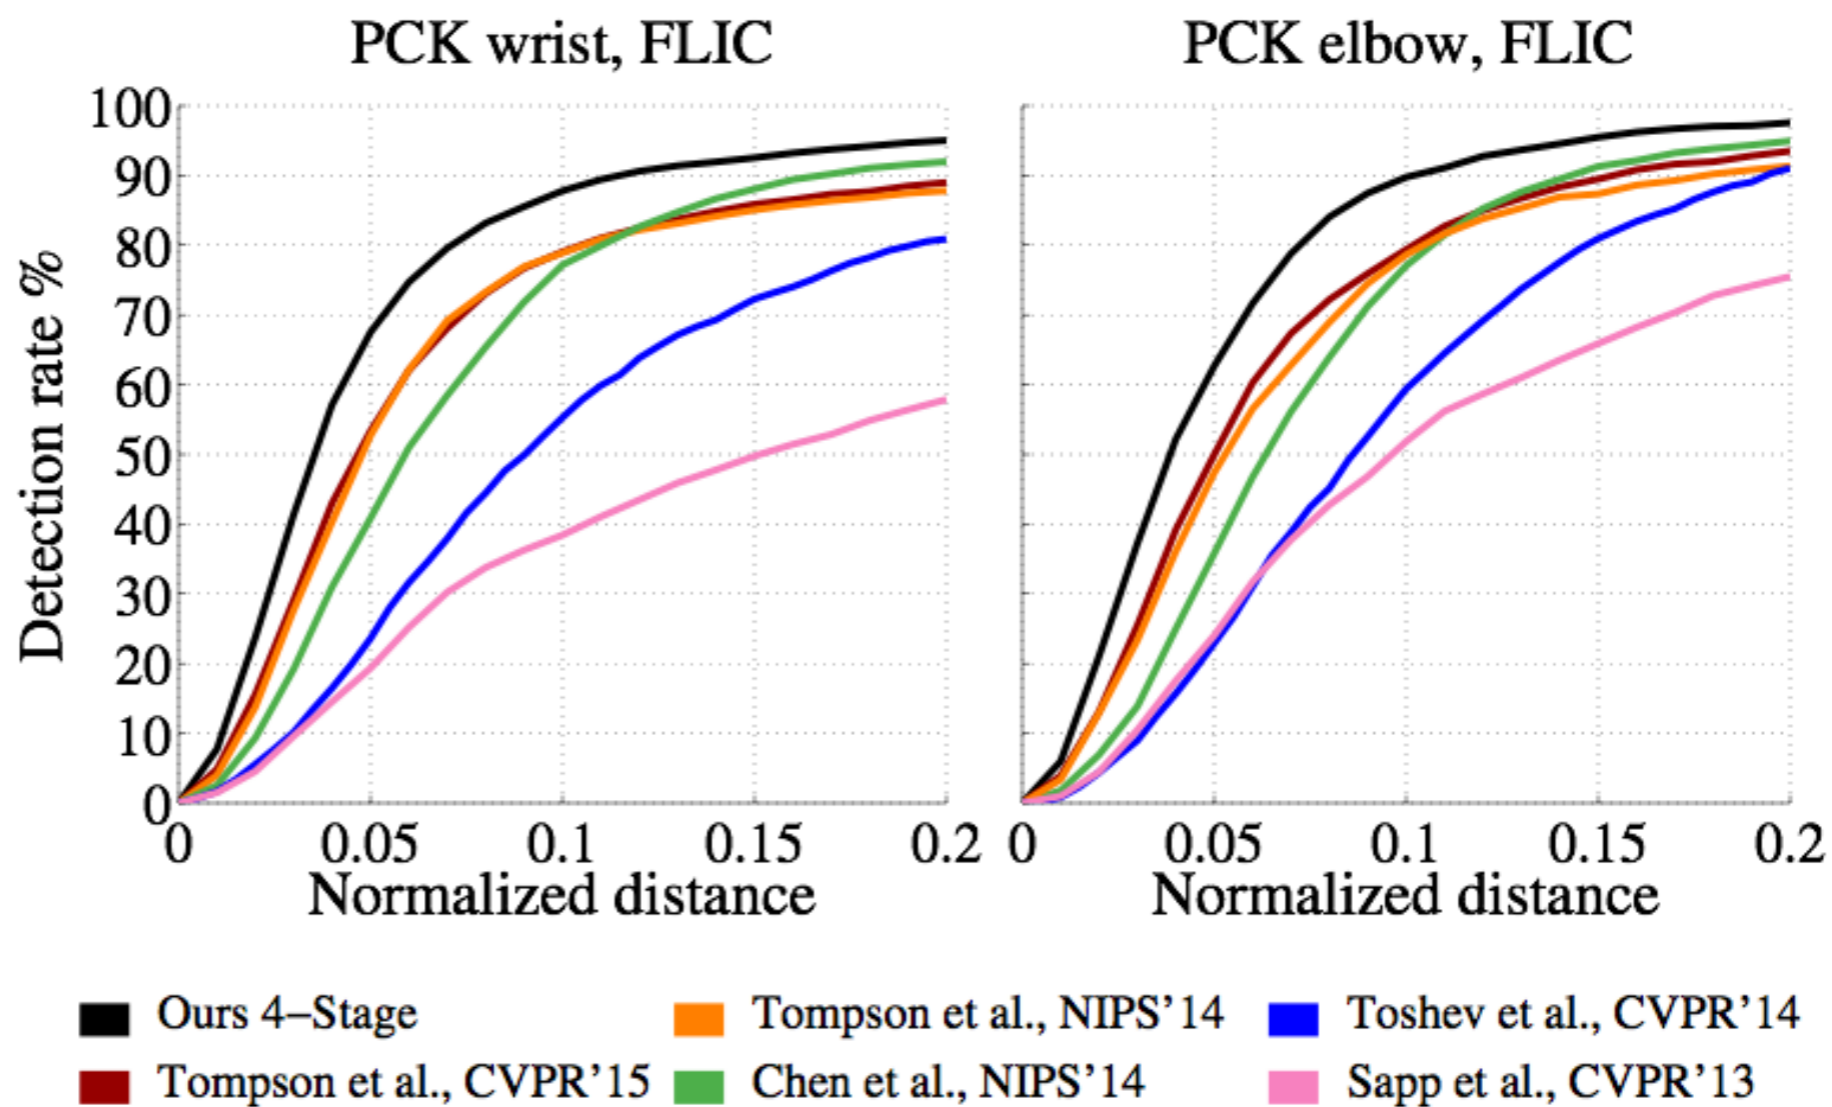 PCK wrist, FLIC
PCK elbow, FLIC
Detection rate %
100
90
80
70
60
50
40
30
20
10
0
0 0.05 0.1 0.15 0.2
0 0.05 0.1 0.15 0.2
Normalized distance
Normalized distance
Ours 4–Stage
Tompson et al., NIPS’14
Toshev et al., CVPR’14
Tompson et al., CVPR’15
Chen et al., NIPS’14
Sapp et al., CVPR’13